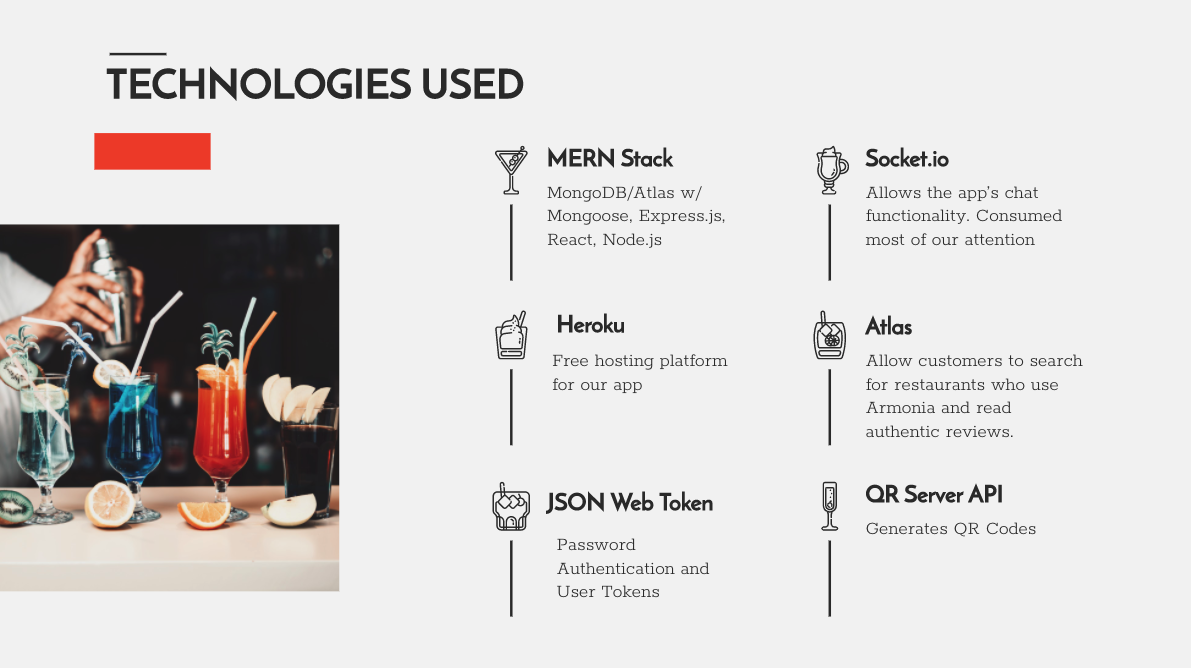 TECHNOLOGIES USED
MERN Stack
MongoDB/Atlas w/
Mongoose, Express.js,
React, Node.js
Socket.io
Allows the app's chat
functionality. Consumed
most of our attention
Heroku
Free hosting platform
for our app
Atlas
Allow customers to search
for restaurants who use
Armonia and read
authentic reviews.
JSON Web Token
Password
Authentication and
User Tokens
QR Server API
Generates QR Codes